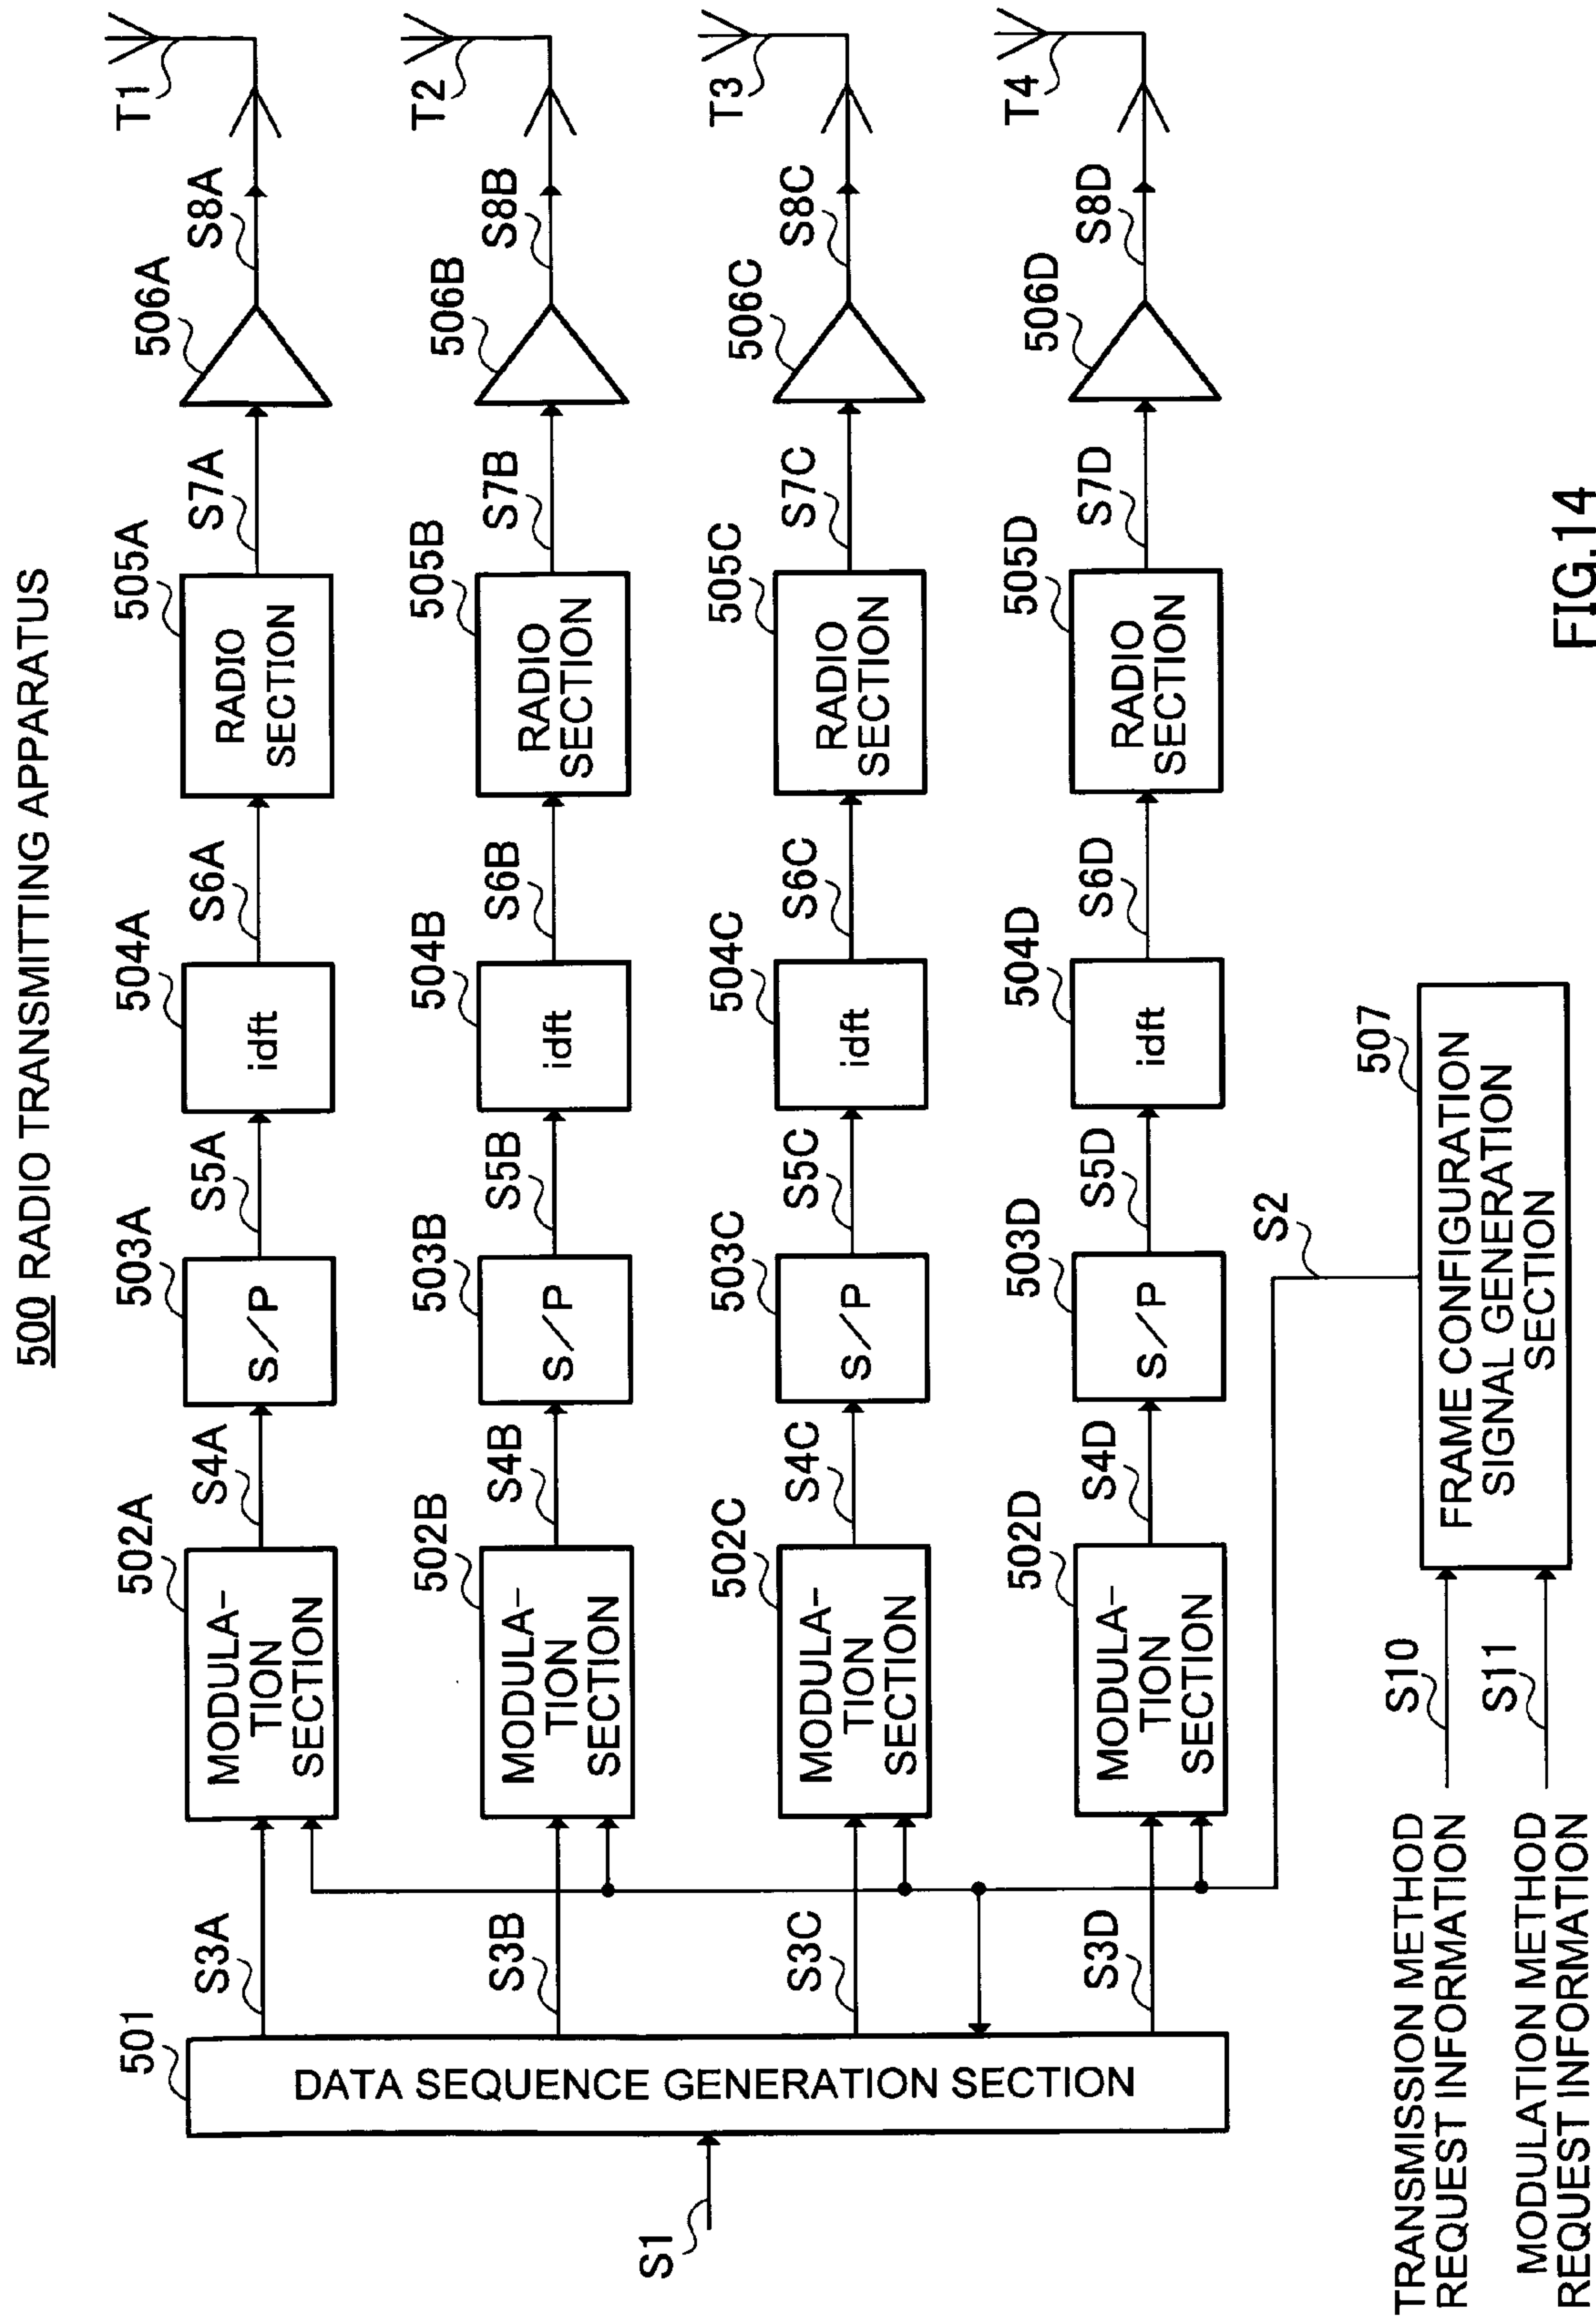 500 RADIO TRANSMITTING APPARATUS
S1
501
DATA SEQUENCE GENERATION SECTION
S3A
502A
MODULA-
TION
SECTION
S4A
503A
S/P
S5A
504A
idft
S6A
505A
RADIO
SECTION
S7A
506A
S8A
T1
S3B
502B
MODULA-
TION
SECTION
S4B
503B
S/P
S5B
504B
idft
S6B
505B
RADIO
SECTION
S7B
506B
S8B
T2
S3C
502C
MODULA-
TION
SECTION
S4C
503C
S/P
S5C
504C
idft
S6C
505C
RADIO
SECTION
S7C
506C
S8C
T3
S3D
502D
MODULA-
TION
SECTION
S4D
503D
S/P
S5D
504D
idft
S6D
505D
RADIO
SECTION
S7D
506D
S8D
T4
S2
507
FRAME CONFIGURATION
SIGNAL GENERATION
SECTION
TRANSMISSION METHOD
REQUEST INFORMATION
S10
MODULATION METHOD
REQUEST INFORMATION
S11
FIG.14